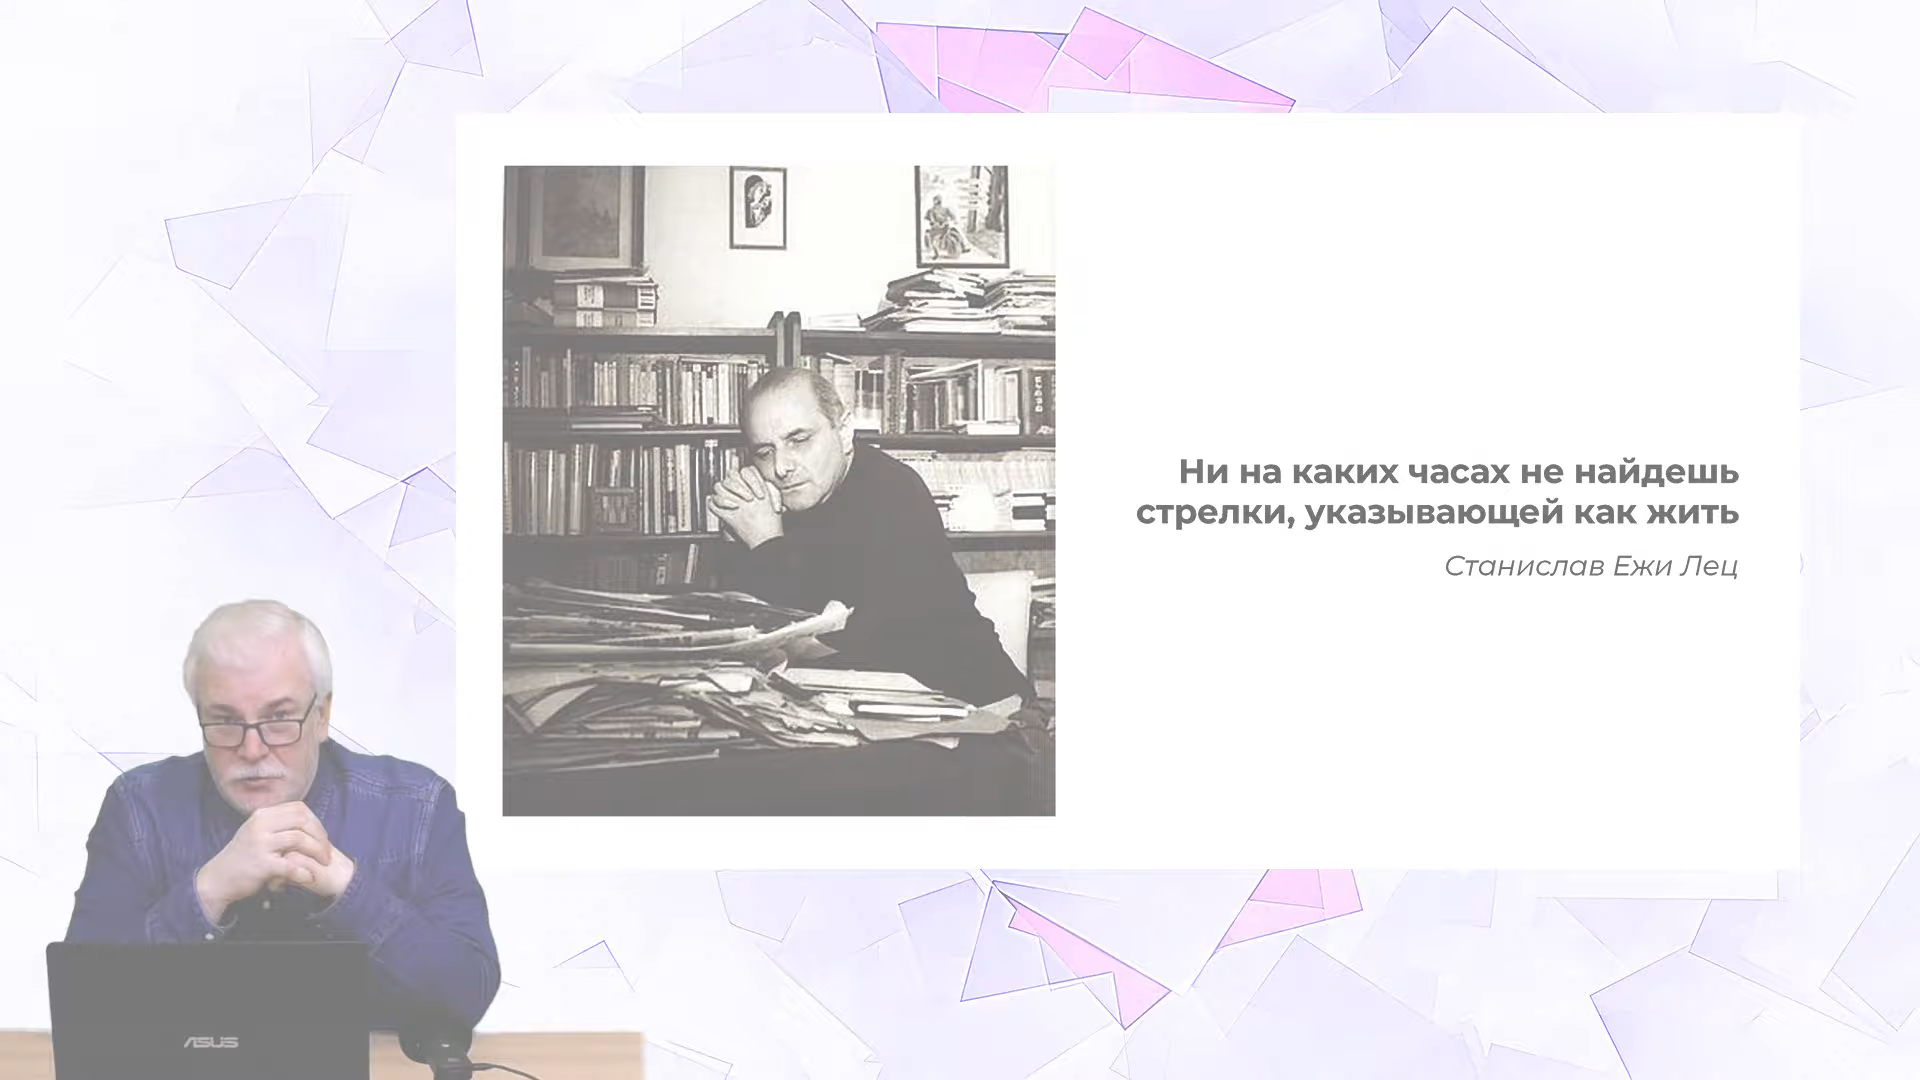 Ни на каких часах не найдешь
стрелки, указывающей как жить
Станислав Ежи Лец
ASUS